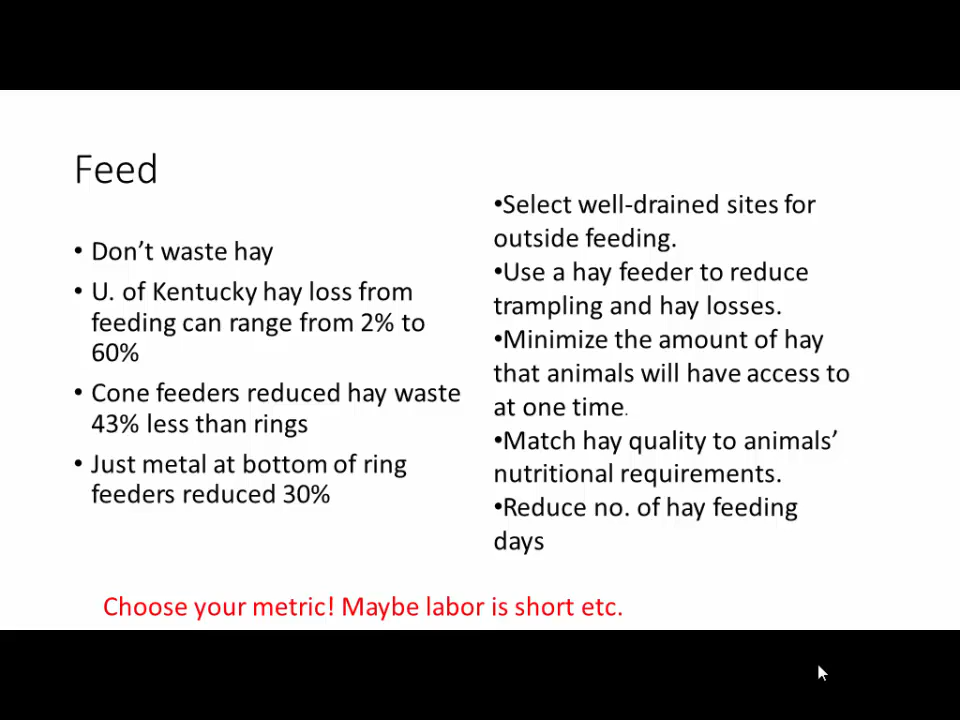 Feed
• Don’t waste hay
• U. of Kentucky hay loss from
feeding can range from 2% to
60%
• Cone feeders reduced hay waste
43% less than rings
• Just metal at bottom of ring
feeders reduced 30%
•Select well-drained sites for
outside feeding.
•Use a hay feeder to reduce
trampling and hay losses.
•Minimize the amount of hay
that animals will have access to
at one time.
•Match hay quality to animals’
nutritional requirements.
•Reduce no. of hay feeding
days
Choose your metric! Maybe labor is short etc.